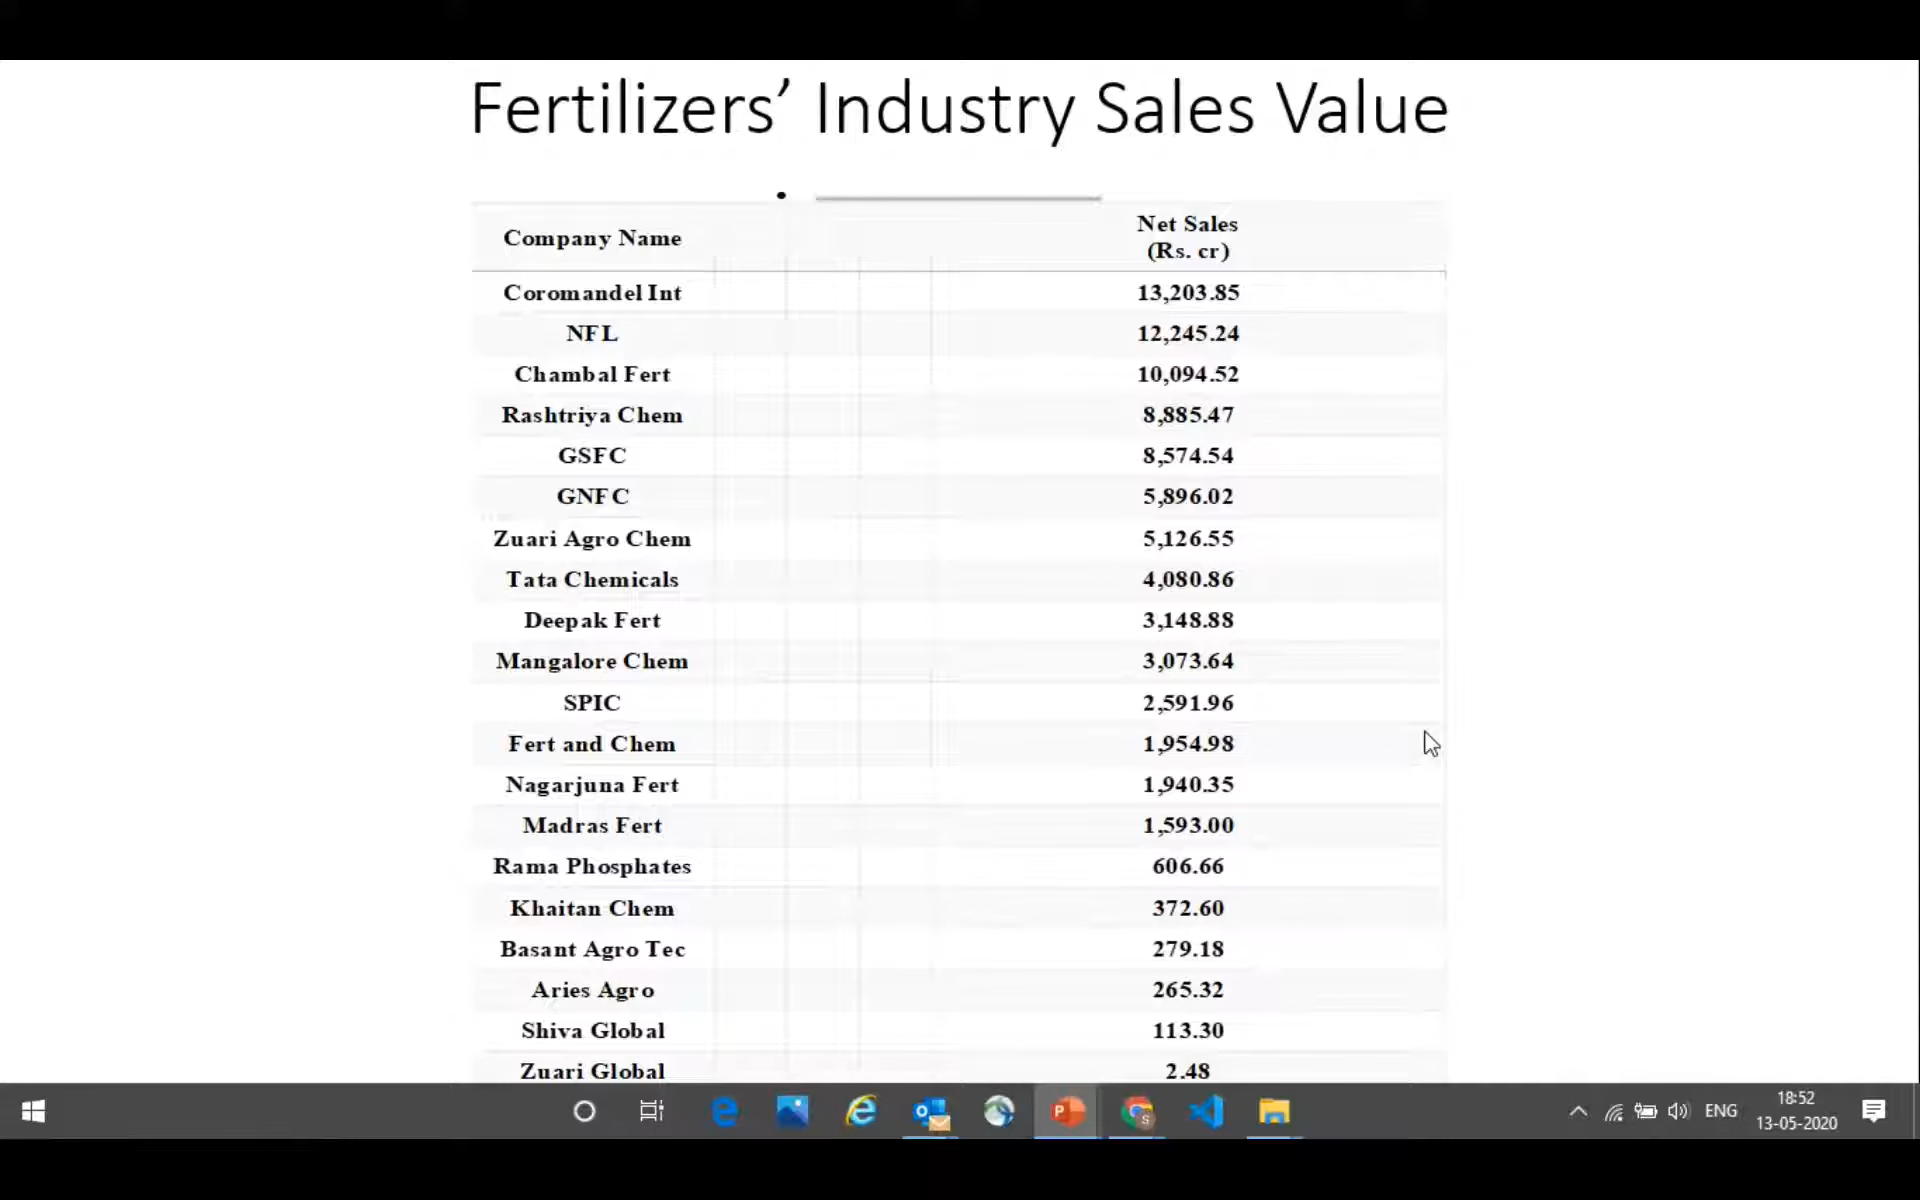 Fertilizers’ Industry Sales Value
•
Company Name Net Sales
(Rs. cr)
Coromandel Int 13,203.85
NFL 12,245.24
Chambal Fert 10,094.52
Rashtriya Chem 8,885.47
GSFC 8,574.54
GNFC 5,896.02
Zuari Agro Chem 5,126.55
Tata Chemicals 4,080.86
Deepak Fert 3,148.88
Mangalore Chem 3,073.64
SPIC 2,591.96
Fert and Chem 1,954.98
Nagarjuna Fert 1,940.35
Madras Fert 1,593.00
Rama Phosphates 606.66
Khaitan Chem 372.60
Basant Agro Tec 279.18
Aries Agro 265.32
Shiva Global 113.30
Zuari Global 2.48
ENG 18:52
13-05-2020